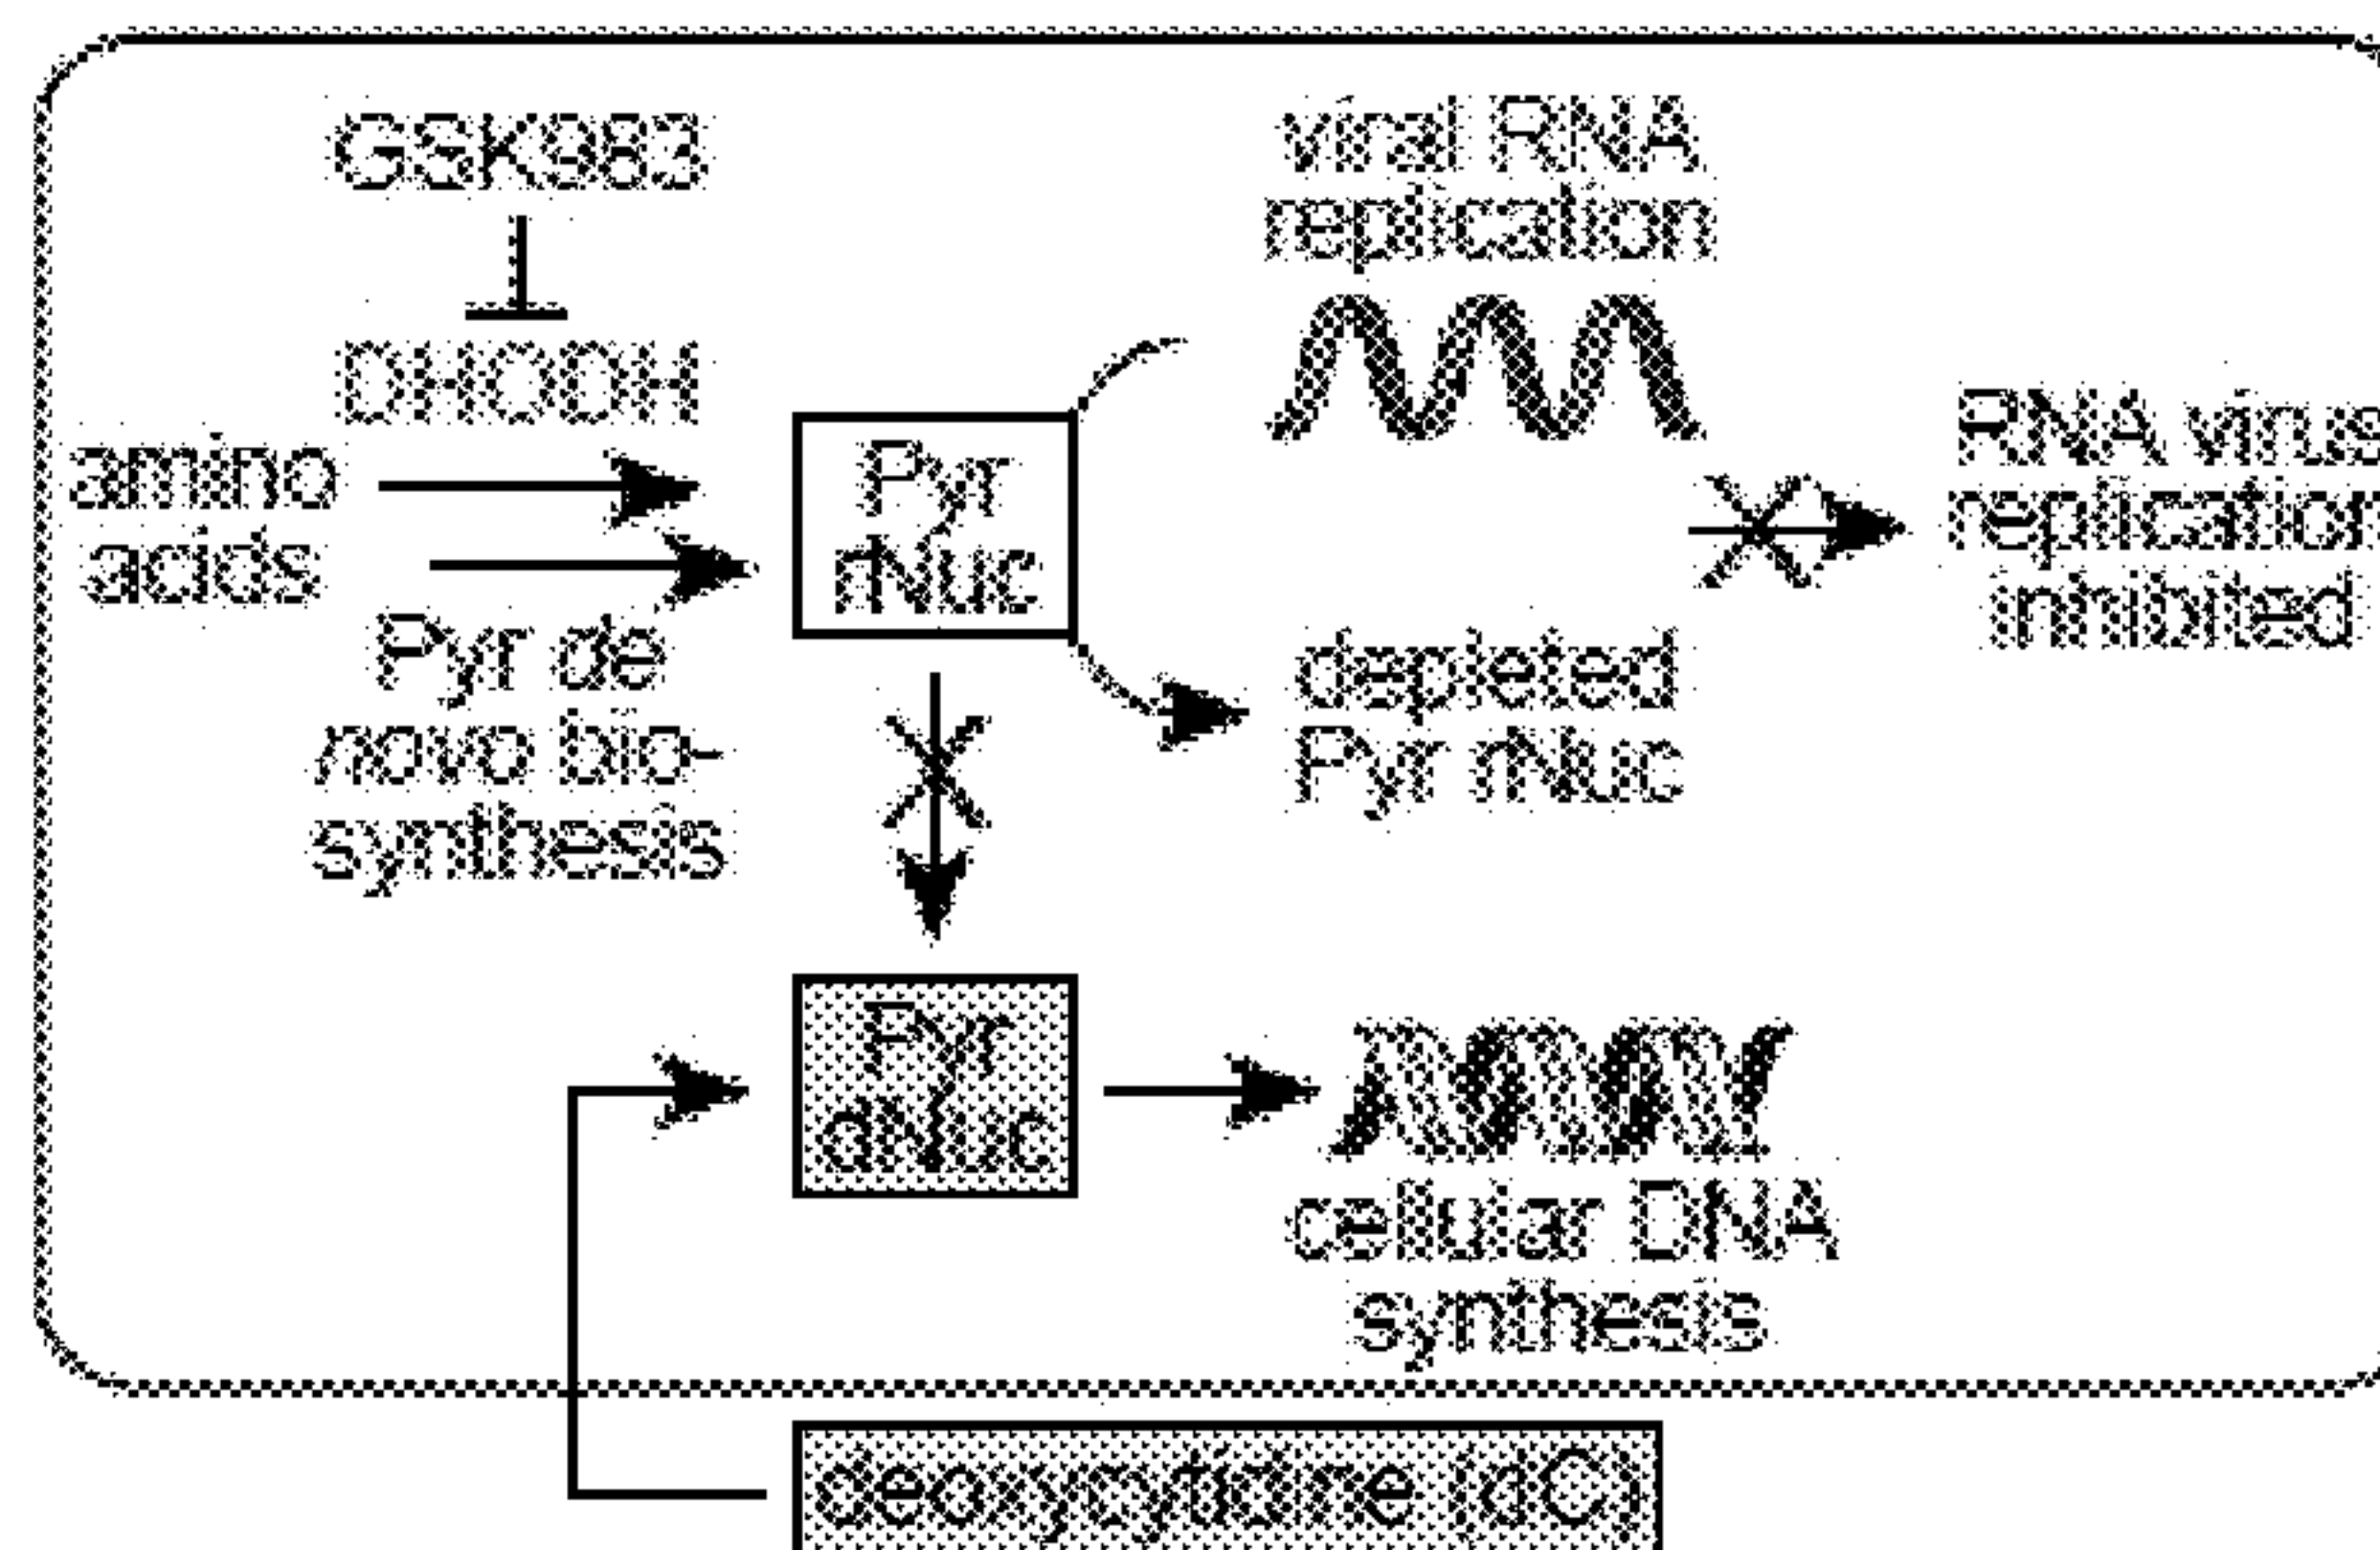 GSK983
DHODH
amino
acids
Pyr de
novo bio-
synthesis
Pyr
rNuc
viral RNA
replication
depleted
Pyr rNuc
RNA virus
replication
inhibited
Pyr
dNuc
cellular DNA
synthesis
deoxycytidine (dC)